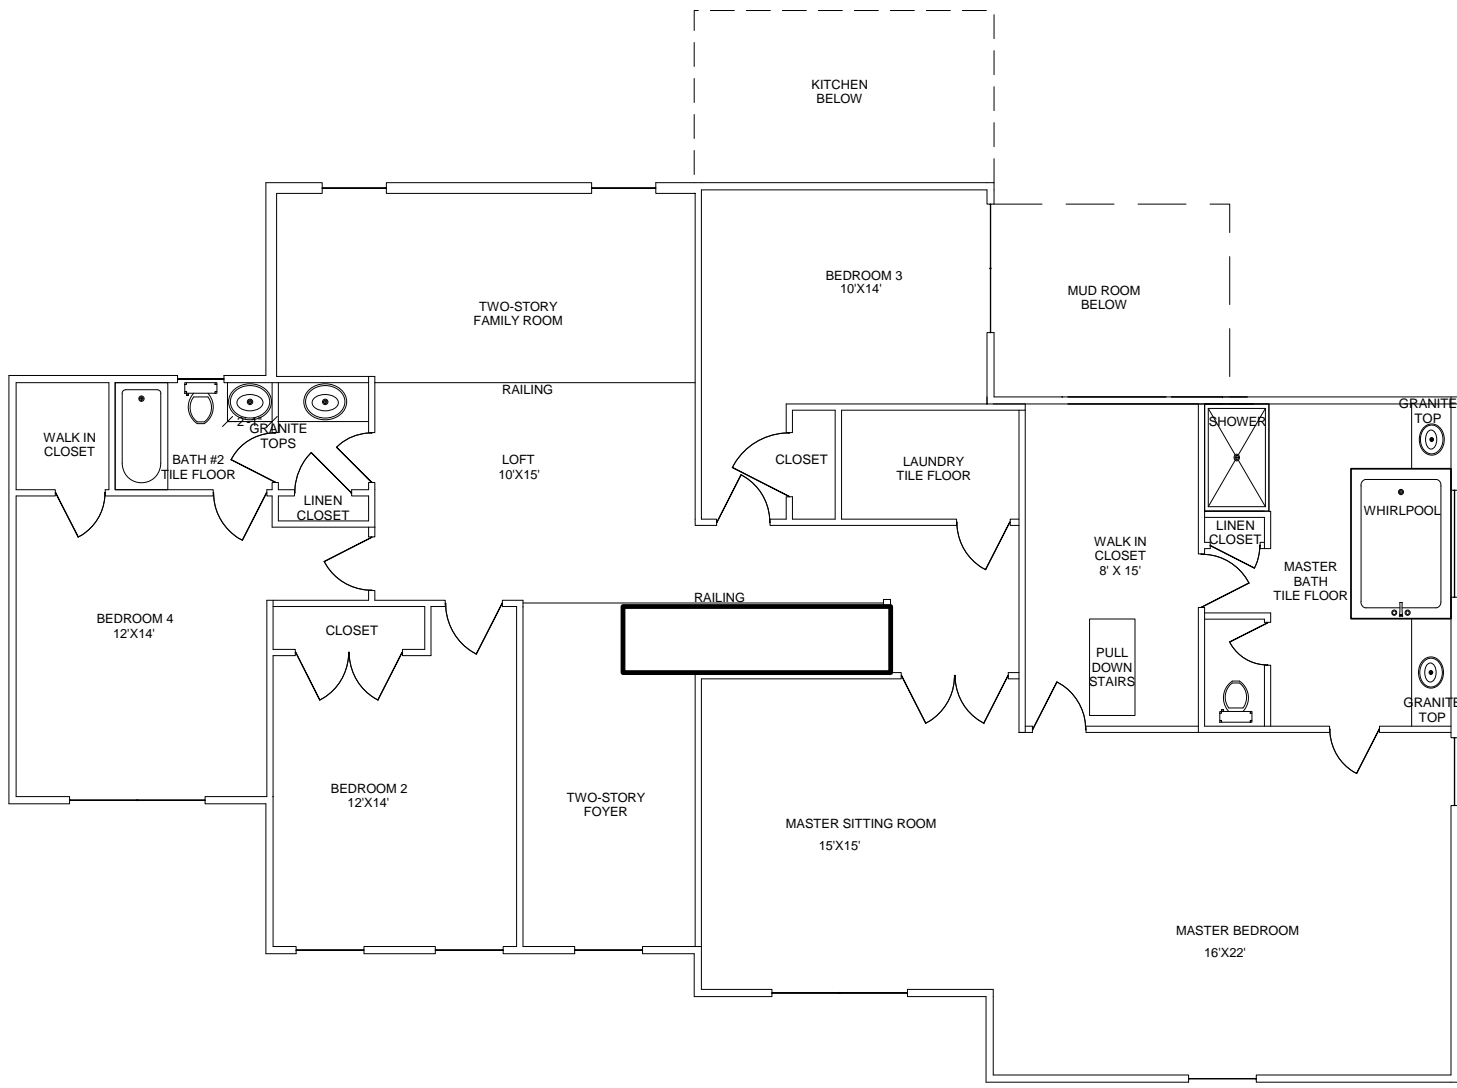 KITCHEN
BELOW
BEDROOM 3
10'X14'
MUD ROOM
BELOW
TWO-STORY
FAMILY ROOM
RAILING
WALK IN
CLOSET
BATH #2
TILE FLOOR
GRANITE
TOPS
LINEN
CLOSET
LOFT
10'X15'
CLOSET
LAUNDRY
TILE FLOOR
SHOWER
GRANITE
TOP
WHIRLPOOL
LINEN
CLOSET
WALK IN
CLOSET
8' X 15'
MASTER
BATH
TILE FLOOR
RAILING
BEDROOM 4
12'X14'
CLOSET
PULL
DOWN
STAIRS
GRANITE
TOP
BEDROOM 2
12'X14'
TWO-STORY
FOYER
MASTER SITTING ROOM
15'X15'
MASTER BEDROOM
16'X22'